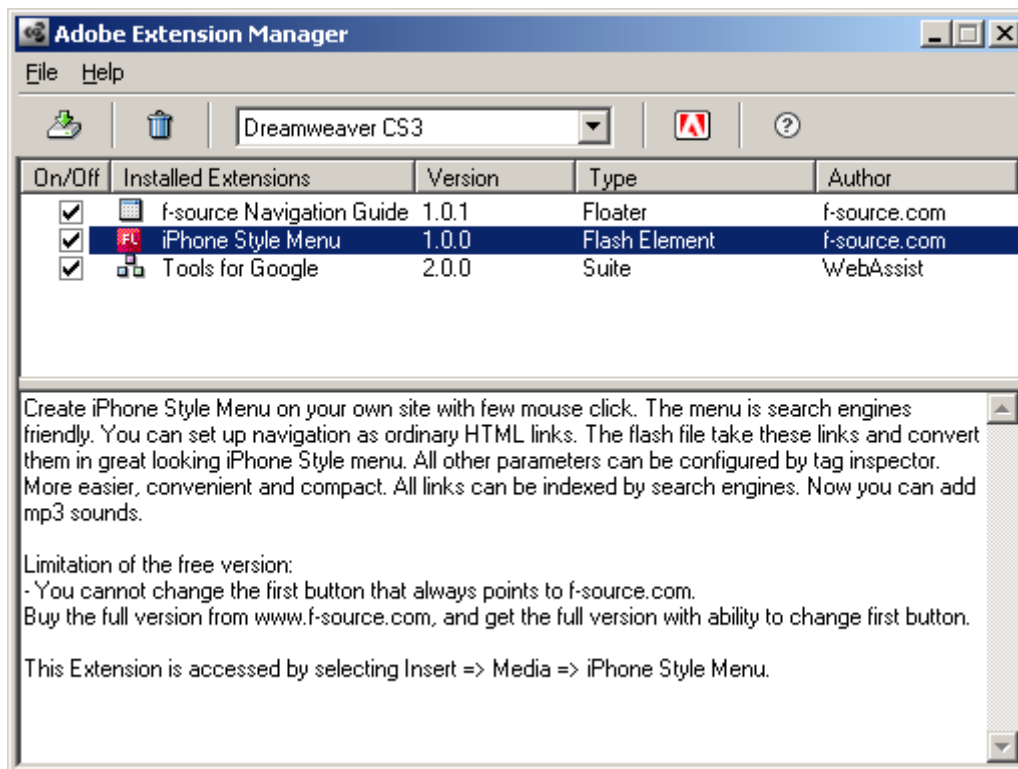 Adobe Extension Manager
File Help
Dreamweaver CS3
On/Off Installed Extensions Version Type Author
f-source Navigation Guide 1.0.1 Floater f-source.com
FL iPhone Style Menu 1.0.0 Flash Element f-source.com
Tools for Google 2.0.0 Suite WebAssist
Create iPhone Style Menu on your own site with few mouse click. The menu is search engines
friendly. You can set up navigation as ordinary HTML links. The flash file take these links and convert
them in great looking iPhone Style menu. All other parameters can be configured by tag inspector.
More easier, convenient and compact. All links can be indexed by search engines. Now you can add
mp3 sounds.
Limitation of the free version:
- You cannot change the first button that always points to f-source.com.
Buy the full version from www.f-source.com, and get the full version with ability to change first button.
This Extension is accessed by selecting Insert => Media => iPhone Style Menu.